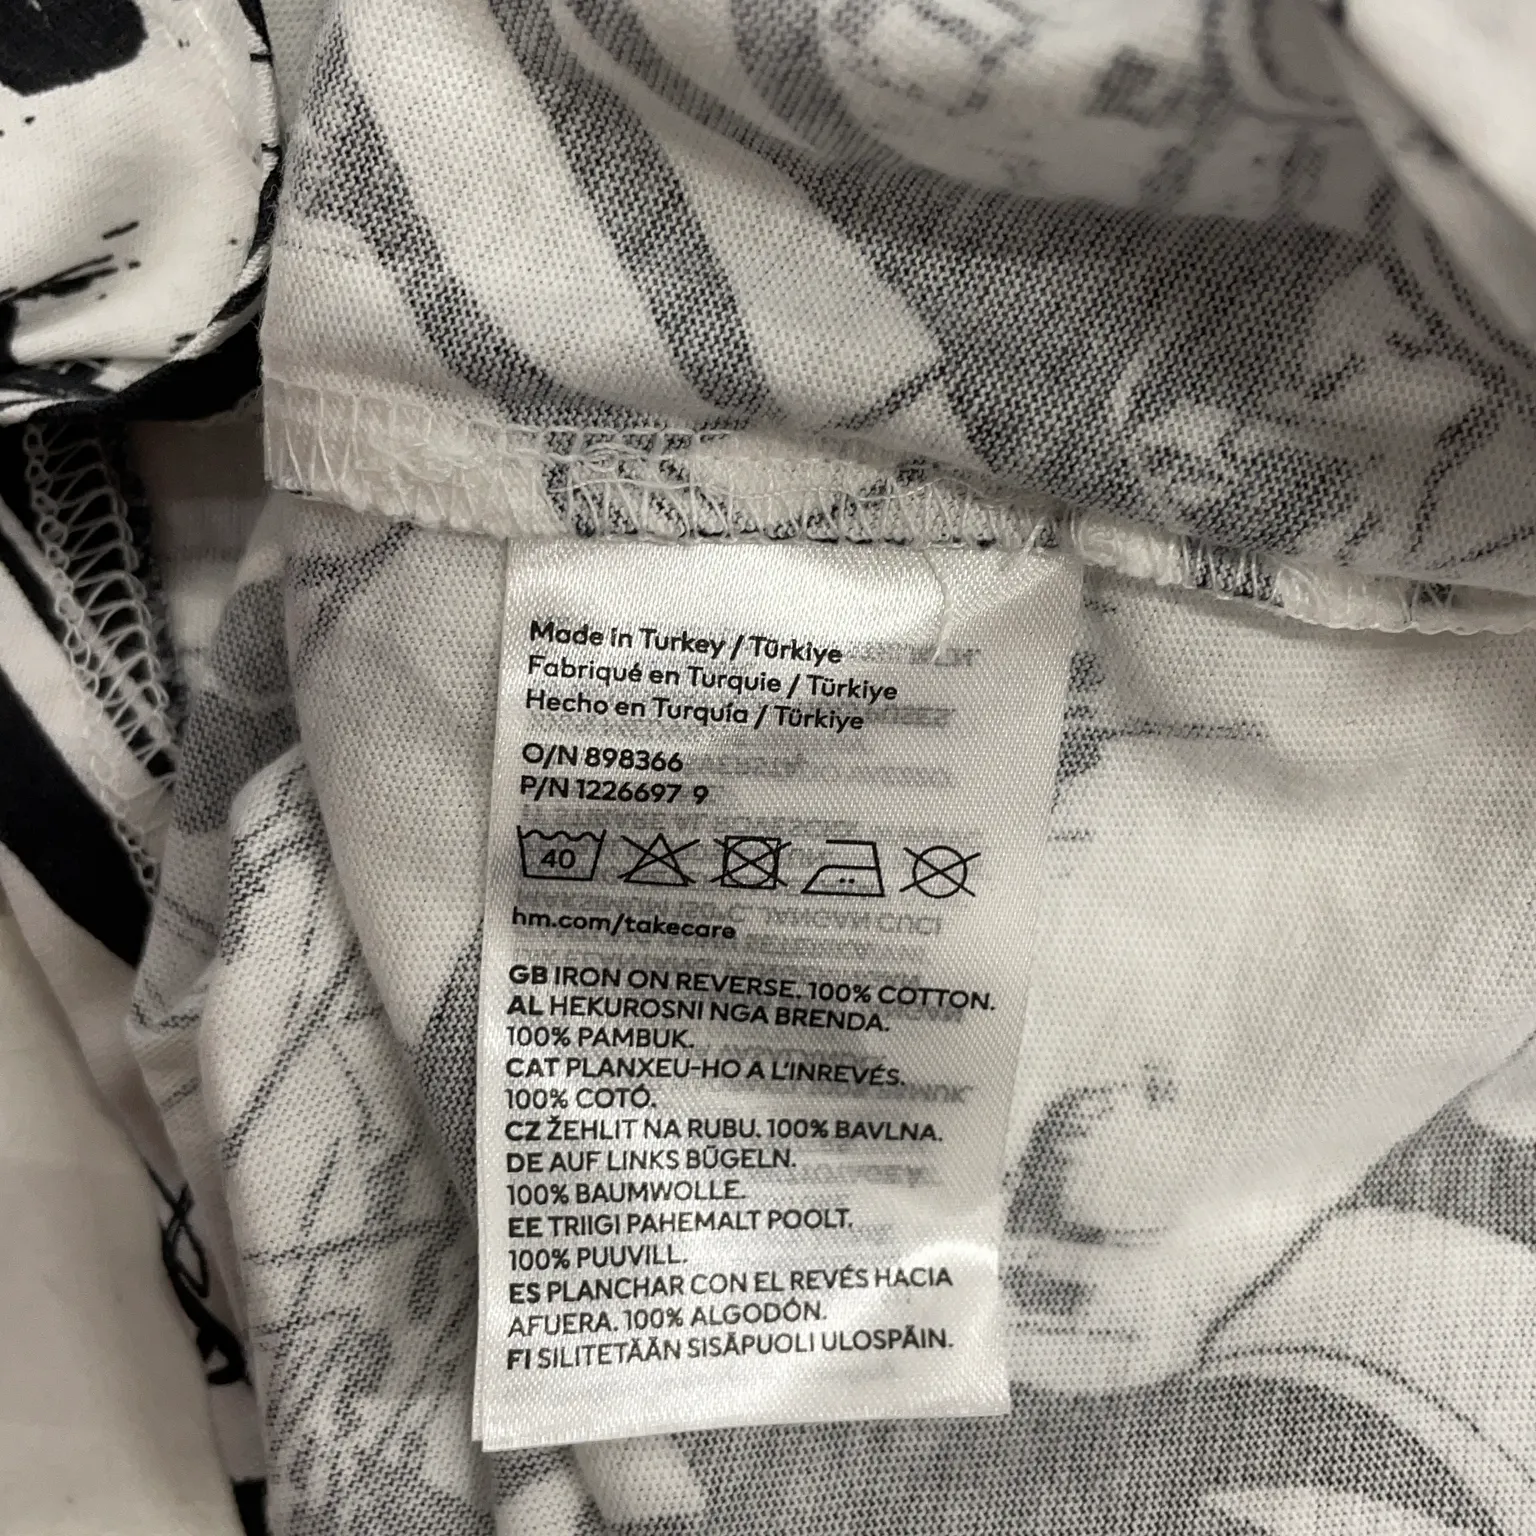 Made in Turkey / Türkiye
Fabriqué en Turquie / Türkiye
Hecho en Turquía / Türkiye
O/N 898366
P/N 1226697 9
40
hm.com/takecare
GB IRON ON REVERSE. 100% COTTON.
AL HEKUROSNI NGA BRENDA.
100% PAMBUK.
CAT PLANXEU-HO A L'INREVÉS.
100% COTÓ.
CZ ŽEHLIT NA RUBU. 100% BAVLNA.
DE AUF LINKS BÜGELN.
100% BAUMWOLLE.
EE TRIIGI PAHEMALT POOLT.
100% PUUVILL.
ES PLANCHAR CON EL REVÉS HACIA
AFUERA. 100% ALGODÓN.
FI SILITETÄÄN SISÄPUOLI ULOSPÄIN.